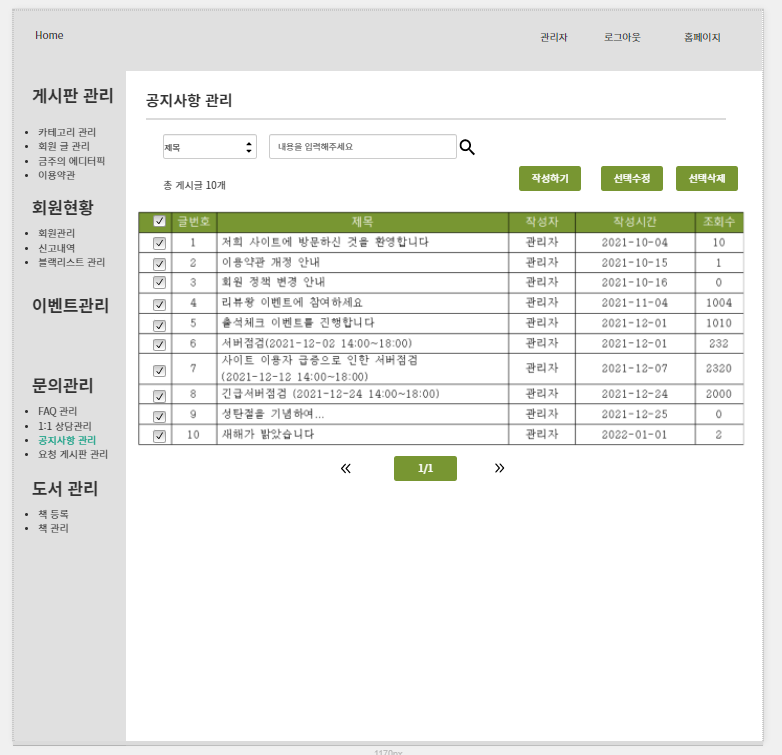 Home
관리자 로그아웃 홈페이지
게시판 관리
카테고리 관리
회원 글 관리
금주의 에디터픽
이용약관
회원현황
회원관리
신고내역
블랙리스트 관리
이벤트관리
문의관리
FAQ 관리
1:1 상담관리
공지사항 관리
요청 게시판 관리
도서 관리
책 등록
책 관리
공지사항 관리
제목 내용을 입력해주세요
총 게시글 10개 작성하기 선택수정 선택삭제
글번호 제목 작성자 작성시간 조회수
1 저희 사이트에 방문하신 것을 환영합니다 관리자 2021-10-04 10
2 이용약관 개정 안내 관리자 2021-10-15 1
3 회원 정책 변경 안내 관리자 2021-10-16 0
4 리뷰왕 이벤트에 참여하세요 관리자 2021-11-04 1004
5 출석체크 이벤트를 진행합니다 관리자 2021-12-01 1010
6 서버점검(2021-12-02 14:00~18:00) 관리자 2021-12-01 232
7 사이트 이용자 급증으로 인한 서버점검 관리자 2021-12-07 2320
(2021-12-12 14:00~18:00)
8 긴급서버점검 (2021-12-24 14:00~18:00) 관리자 2021-12-24 2000
9 성탄절을 기념하여... 관리자 2021-12-25 0
10 새해가 밝았습니다 관리자 2022-01-01 2
« 1/1 »
1170px